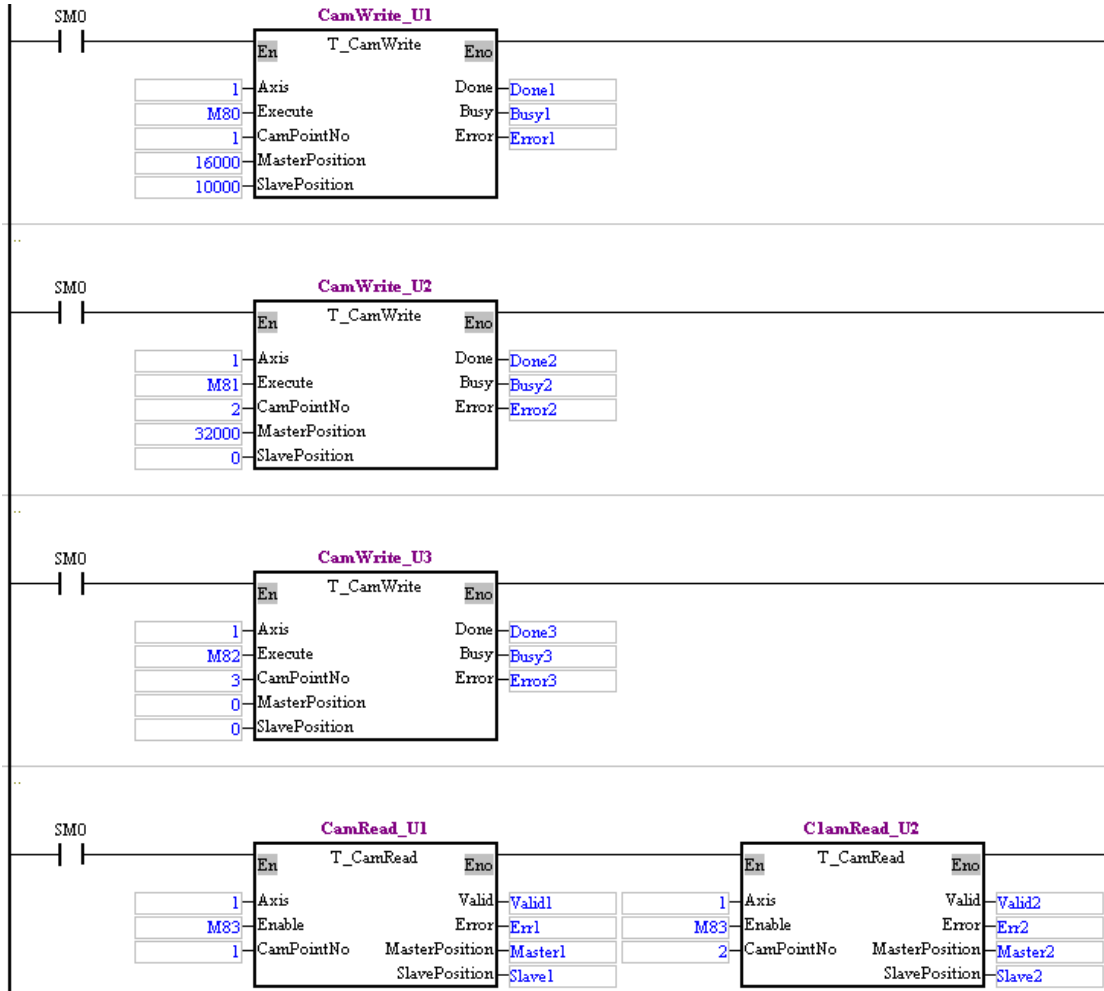 SM0 CamWrite_U1
En T_CamWrite Eno
1 Axis Done Done1
M80 Execute Busy Busy1
1 CamPointNo Error Error1
16000 MasterPosition
10000 SlavePosition
..
SM0 CamWrite_U2
En T_CamWrite Eno
1 Axis Done Done2
M81 Execute Busy Busy2
2 CamPointNo Error Error2
32000 MasterPosition
0 SlavePosition
..
SM0 CamWrite_U3
En T_CamWrite Eno
1 Axis Done Done3
M82 Execute Busy Busy3
3 CamPointNo Error Error3
0 MasterPosition
0 SlavePosition
..
SM0 CamRead_U1 C1amRead_U2
En T_CamRead Eno En T_CamRead Eno
1 Axis Valid Valid1 1 Axis Valid Valid2
M83 Enable Error Err1 M83 Enable Error Err2
1 CamPointNo MasterPosition Master1 2 CamPointNo MasterPosition Master2
SlavePosition Slave1 SlavePosition Slave2